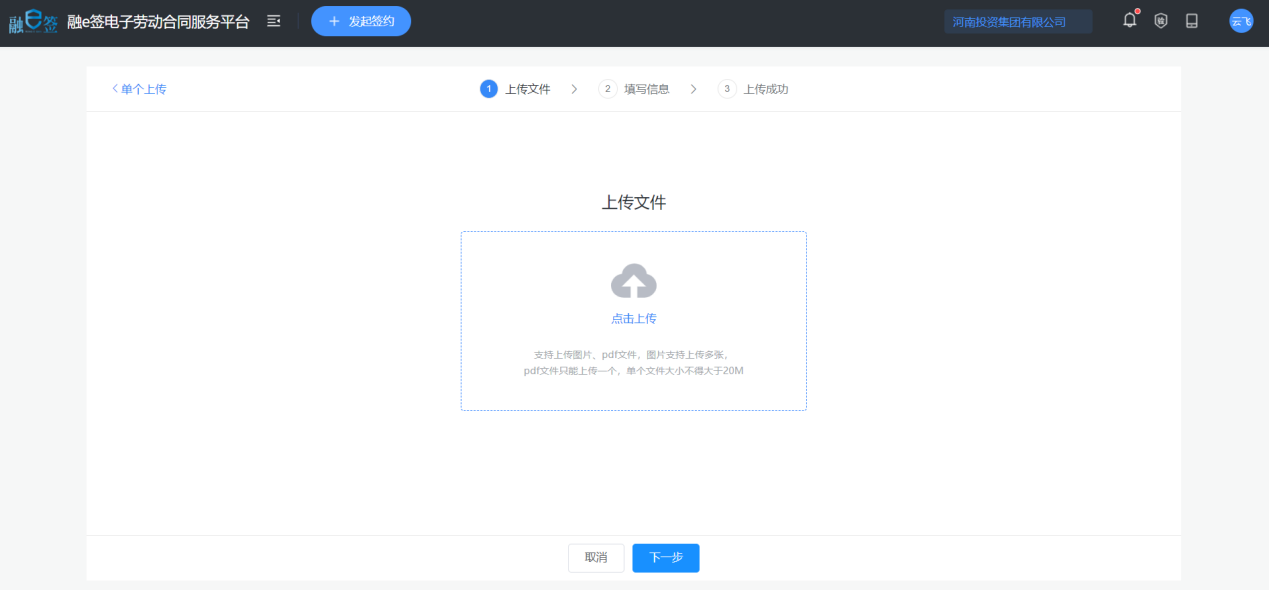 融e签 融e签电子劳动合同服务平台 + 发起签约 河南投资集团有限公司 云飞
单个上传 1 上传文件 2 填写信息 3 上传成功
上传文件
点击上传
支持上传图片、pdf文件，图片支持上传多张，
pdf文件只能上传一个，单个文件大小不得大于20M
取消 下一步